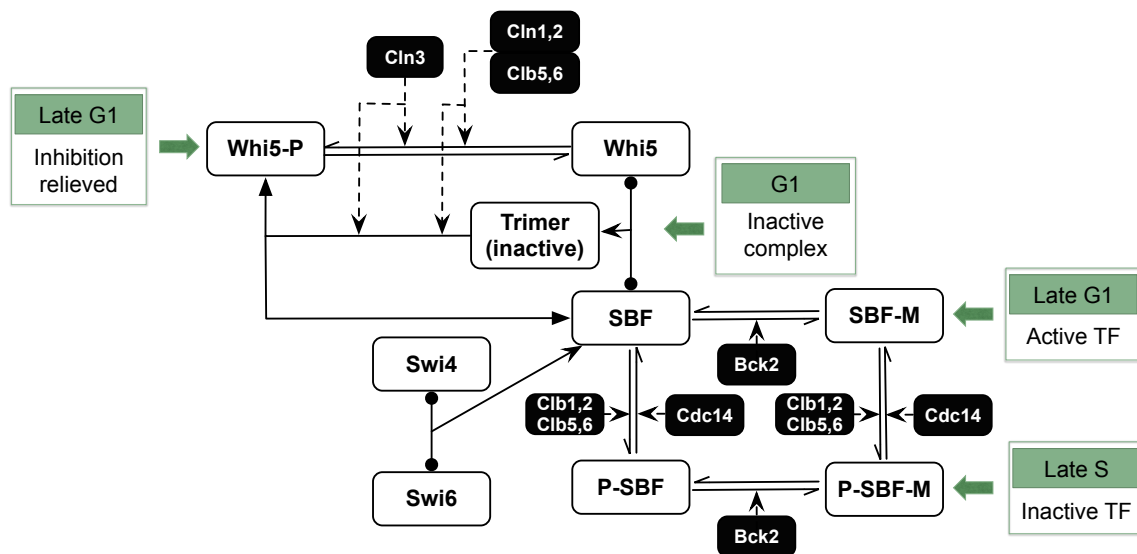 Cln1,2
Cln3
Clb5,6
Late G1
Inhibition
relieved
Whi5-P
Whi5
G1
Inactive
complex
Trimer
(inactive)
SBF
SBF-M
Late G1
Active TF
Swi4
Bck2
Clb1,2
Clb5,6
Cdc14
Clb1,2
Clb5,6
Cdc14
Swi6
P-SBF
P-SBF-M
Late S
Inactive TF
Bck2